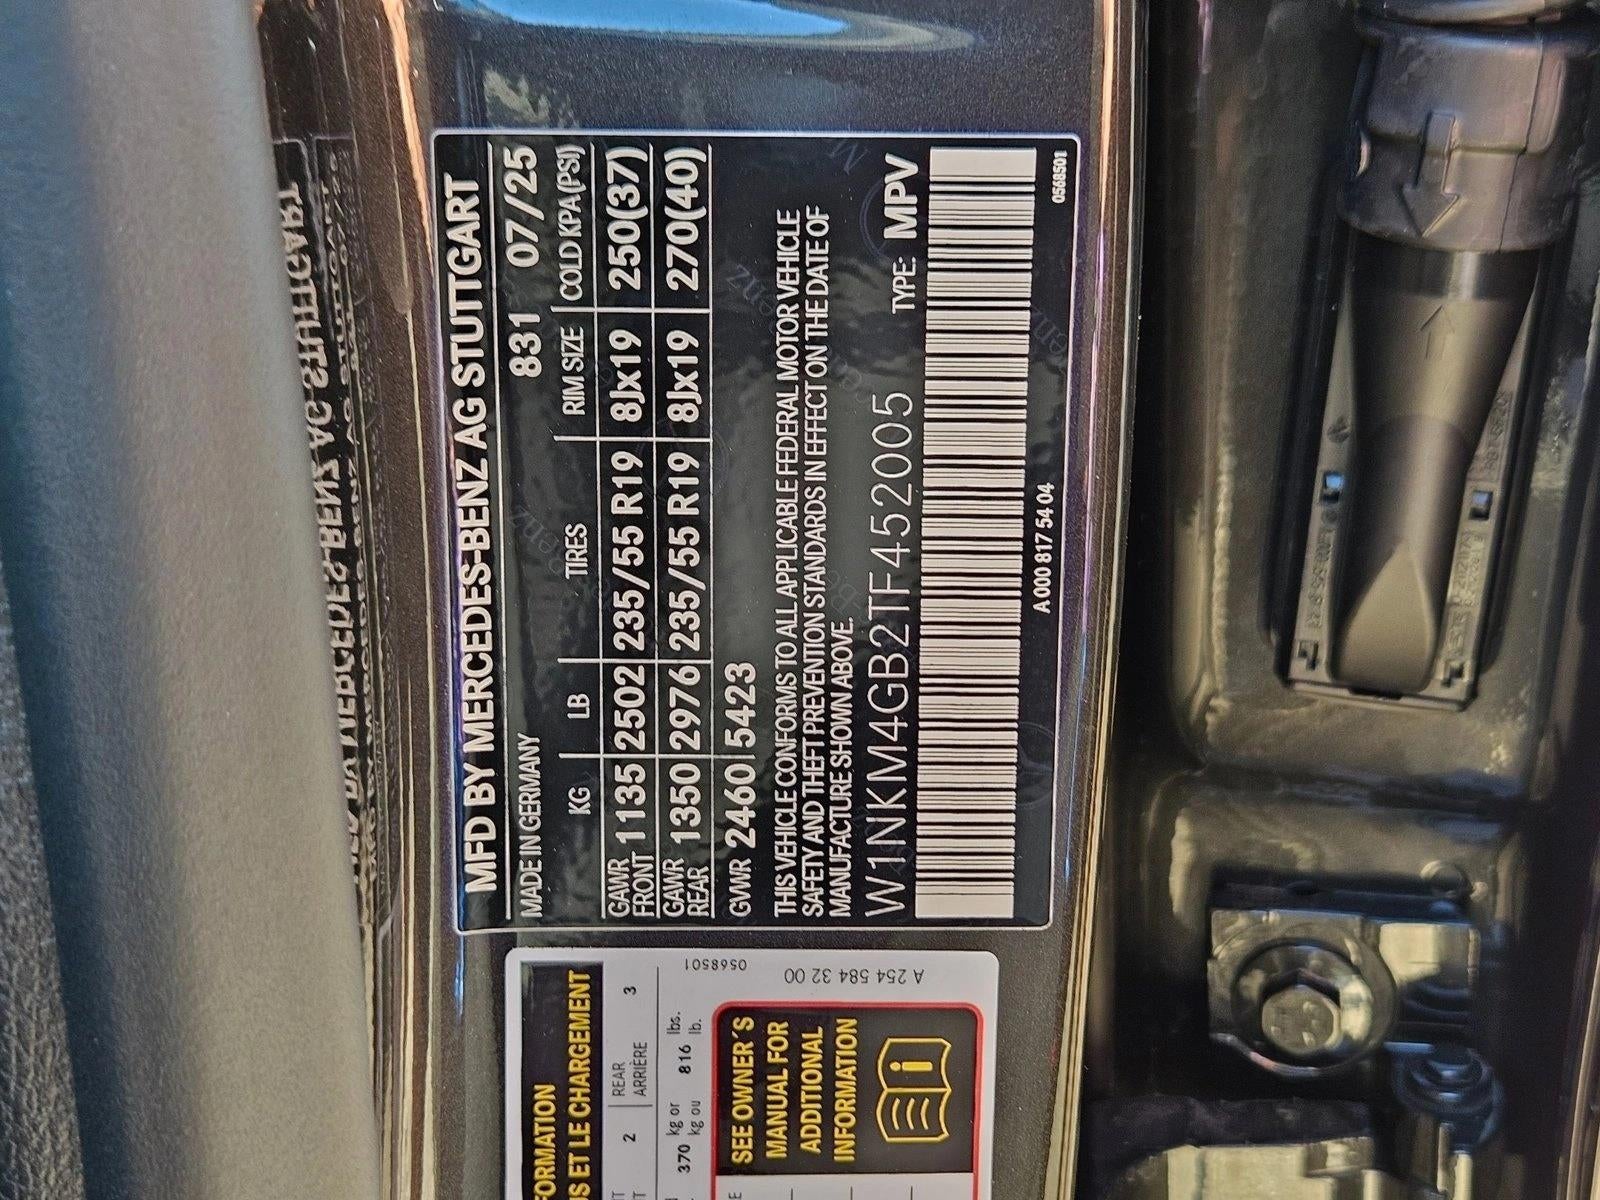 MFD BY MERCEDES-BENZ AG STUTTGART
MADE IN GERMANY 831 07/25
KG LB TIRES RIM SIZE COLD KPA(PSI)
GAWR FRONT 1135 2502 235/55 R19 8Jx19 250(37)
GAWR REAR 1350 2976 235/55 R19 8Jx19 270(40)
GVWR 2460 5423
THIS VEHICLE CONFORMS TO ALL APPLICABLE FEDERAL MOTOR VEHICLE
SAFETY AND THEFT PREVENTION STANDARDS IN EFFECT ON THE DATE OF
MANUFACTURE SHOWN ABOVE.
W1NKM4GB2TF452005 TYPE: MPV
A 000 817 54 04
0568501
2 REAR 3
ARRIÈRE
370 kg or 816 lbs.
kg ou lb.
ET LE CHARGEMENT
SEE OWNER´S
MANUAL FOR
ADDITIONAL
INFORMATION
0568501
A 254 584 32 00